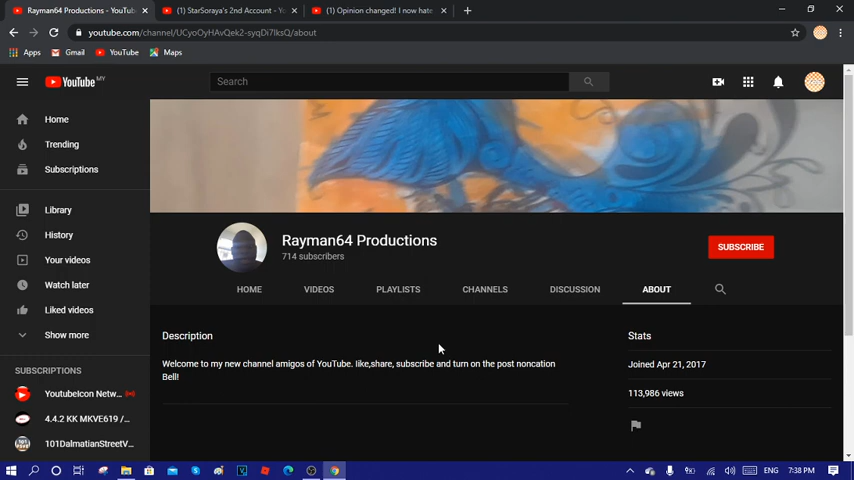 Rayman64 Productions - YouTub
(1) StarSoraya's 2nd Account - Yo
(1) Opinion changed! I now hate
youtube.com/channel/UCyoOyHAvQek2-syqDi7lksQ/about
Apps
Gmail
YouTube
Maps
YouTube MY
Search
Home
Trending
Subscriptions
Library
History
Your videos
Watch later
Liked videos
Show more
SUBSCRIPTIONS
YoutubeIcon Netw...
4.4.2 KK MKVE619 /...
101DalmatianStreetV...
Rayman64 Productions
714 subscribers
SUBSCRIBE
HOME
VIDEOS
PLAYLISTS
CHANNELS
DISCUSSION
ABOUT
Description
Welcome to my new channel amigos of YouTube. like,share, subscribe and turn on the post noncation
Bell!
Stats
Joined Apr 21, 2017
113,986 views
ENG
7:38 PM